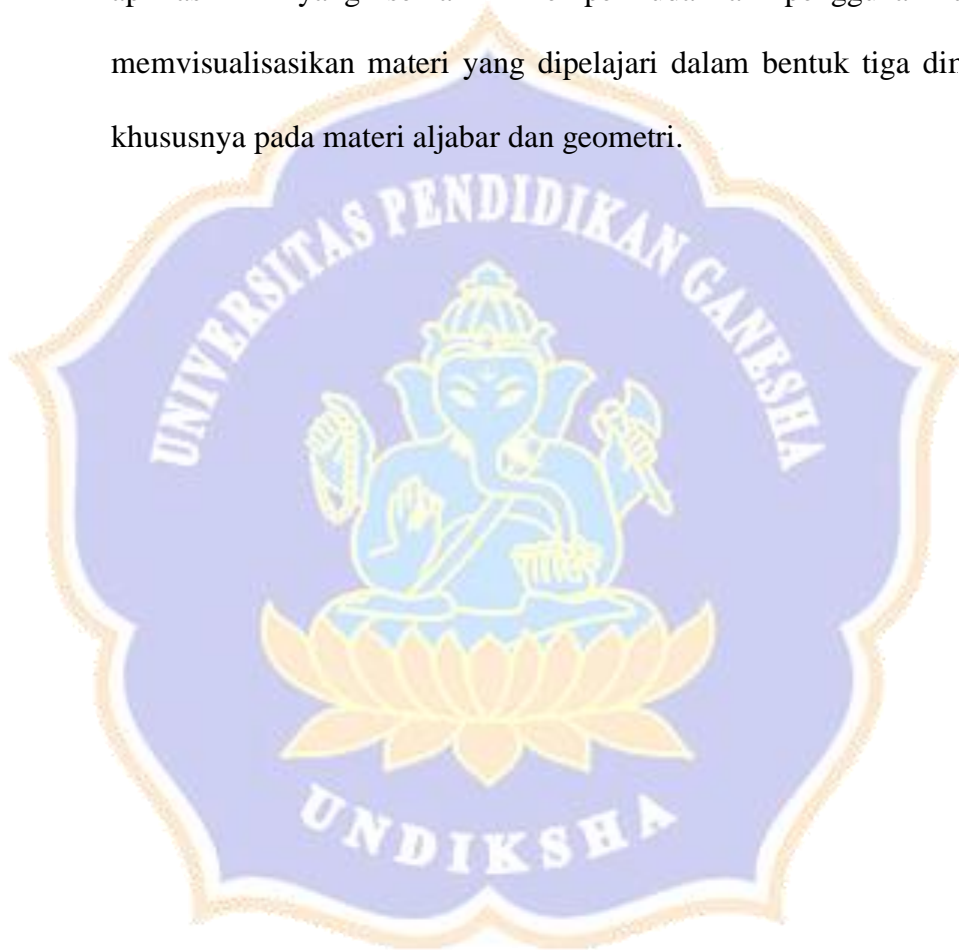 memvisualisasikan materi yang dipelajari dalam bentuk tiga
khususnya pada materi aljabar dan geometri.
UNIVERSITAS PENDIDIKAN GANESHA
UNDIKSHA